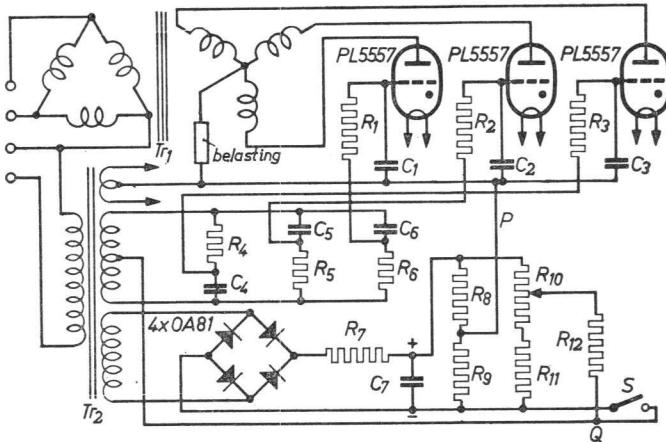 PL5557
PL5557
PL5557
R1
R2
R3
Tr1
belasting
C1
C2
C3
P
C5
C6
R4
R5
R6
C4
R8
R10
4xOA81
R7
R12
+
C7
R9
R11
S
-
Tr2
Q